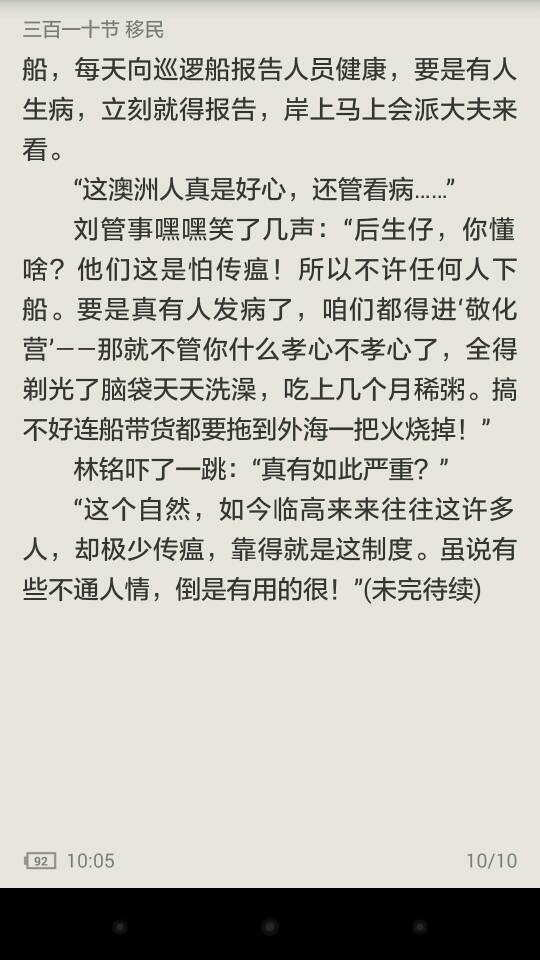 三百一十节 移民
船，每天向巡逻船报告人员健康，要是有人
生病，立刻就得报告，岸上马上会派大夫来
看。
“这澳洲人真是好心，还管看病……”
刘管事嘿嘿笑了几声：“后生仔，你懂
啥？他们这是怕传瘟！所以不许任何人下
船。要是真有人发病了，咱们都得进‘敬化
营’——那就不管你什么孝心不孝心了，全得
剃光了脑袋天天洗澡，吃上几个月稀粥。搞
不好连船带货都要拖到外海一把火烧掉！”
林铭吓了一跳：“真有如此严重？”
“这个自然，如今临高来来往往这许多
人，却极少传瘟，靠得就是这制度。虽说有
些不通人情，倒是有用的很！”(未完待续)
92 10:05
10/10